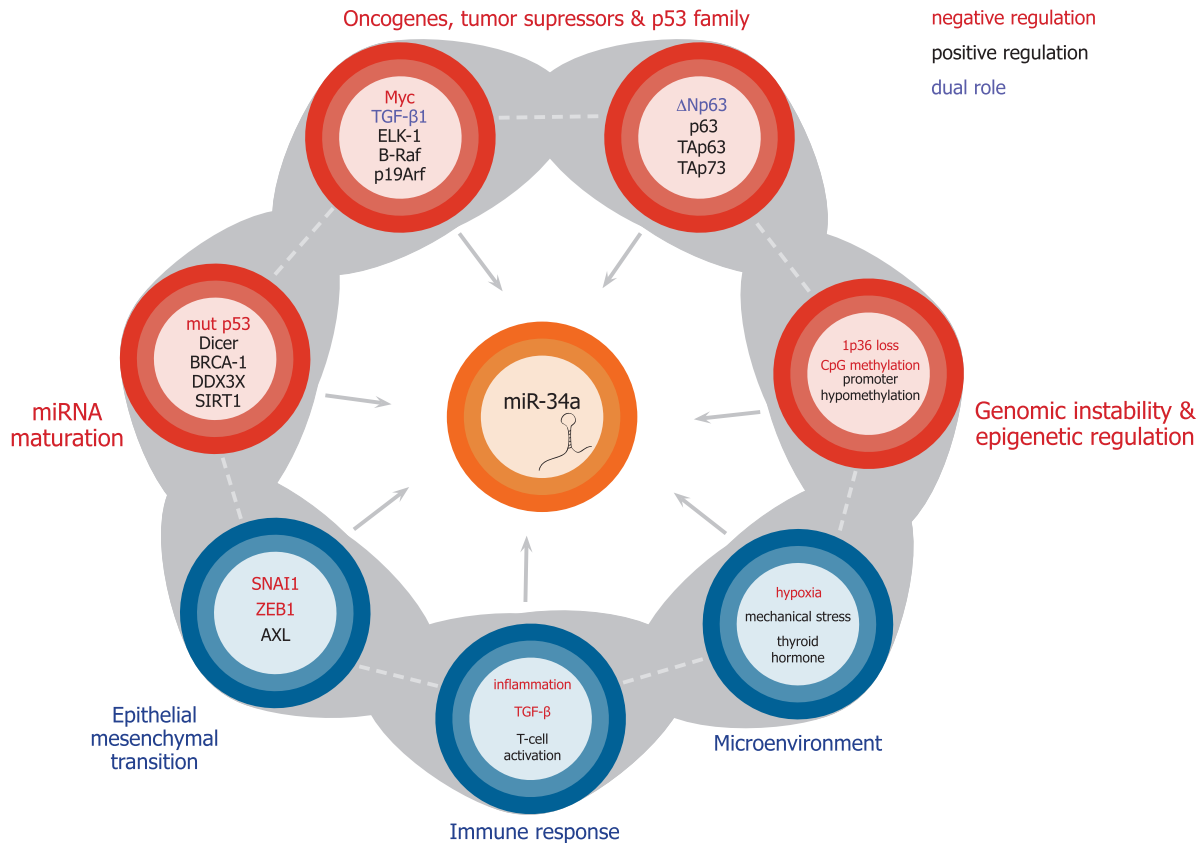 Oncogenes, tumor supressors & p53 family
negative regulation
positive regulation
dual role
Myc
TGF-β1
ELK-1
B-Raf
p19Arf
ΔNp63
p63
TAp63
TAp73
mut p53
Dicer
BRCA-1
DDX3X
SIRT1
miRNA
maturation
miR-34a
1p36 loss
CpG methylation
promoter
hypomethylation
Genomic instability &
epigenetic regulation
SNAI1
ZEB1
AXL
Epithelial
mesenchymal
transition
inflammation
TGF-β
T-cell
activation
Immune response
hypoxia
mechanical stress
thyroid
hormone
Microenvironment